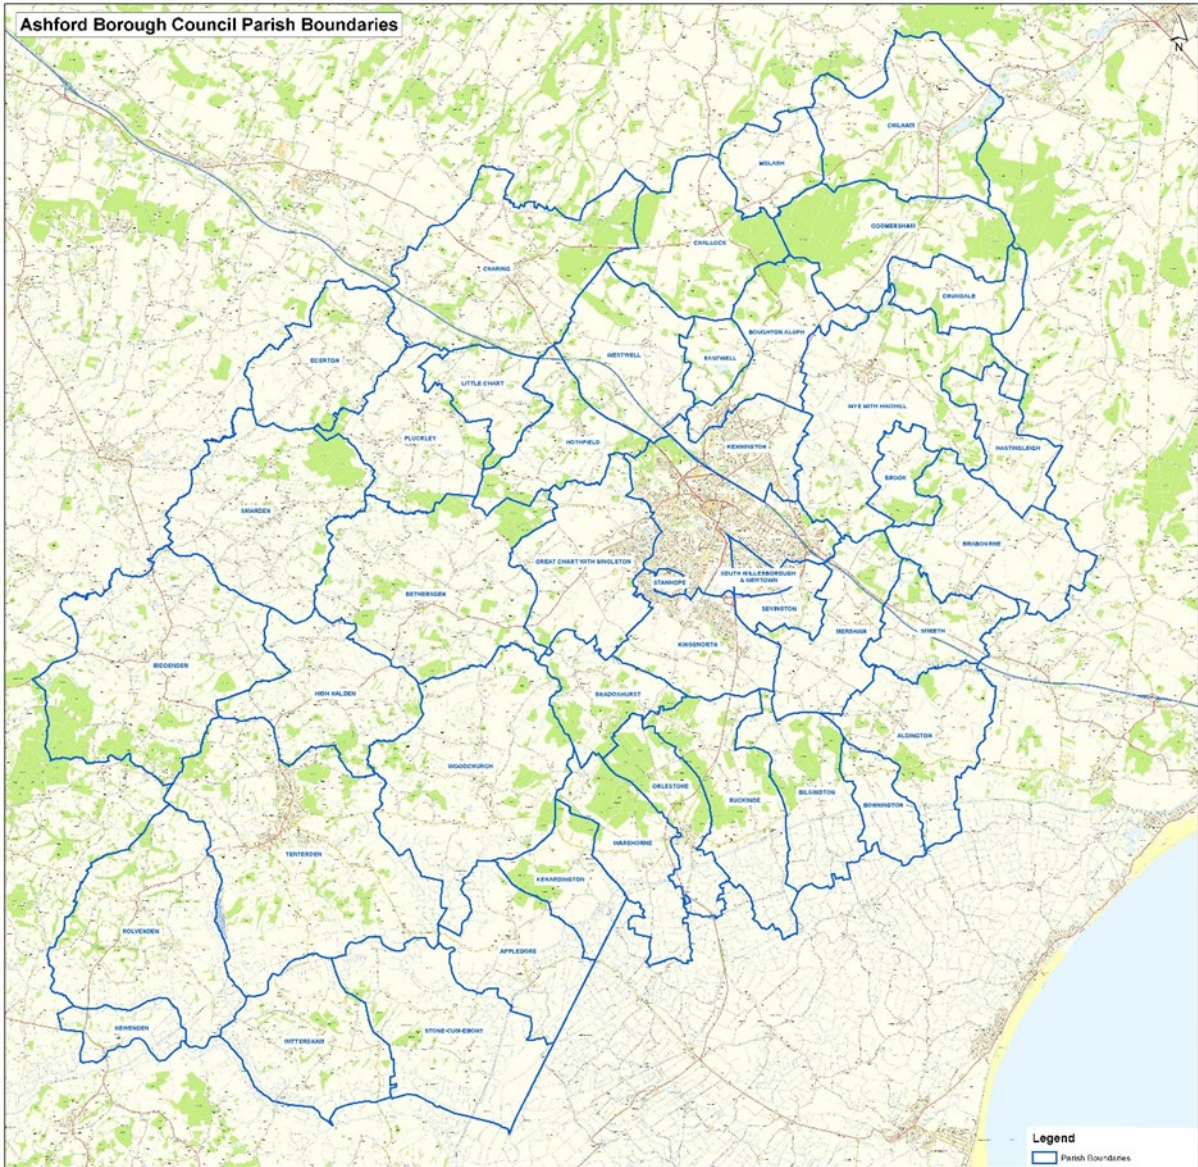 Ashford Borough Council Parish Boundaries
N
CHILHAM
MOLASH
GODMERSHAM
CHALLOCK
CHARING
CRUNDALE
BOUGHTON ALUPH
WESTWELL
EASTWELL
EGERTON
LITTLE CHART
WYE WITH HINXHILL
PLUCKLEY
HOTHFIELD
KENNINGTON
HASTINGLEIGH
BROOK
SMARDEN
BRABOURNE
GREAT CHART WITH SINGLETON
STANHOPE
SOUTH WILLESBOROUGH
& NEWTOWN
BETHERSDEN
SEVINGTON
MERSHAM
SMEETH
KINGSNORTH
BIDDENDEN
HIGH HALDEN
SHADOXHURST
ALDINGTON
WOODCHURCH
ORLESTONE
RUCKINGE
BILSINGTON
BONNINGTON
WAREHORNE
TENTERDEN
KENARDINGTON
ROLVENDEN
APPLEDORE
NEWENDEN
WITTERSHAM
STONE-CUM-EBONY
Legend
Parish Boundaries